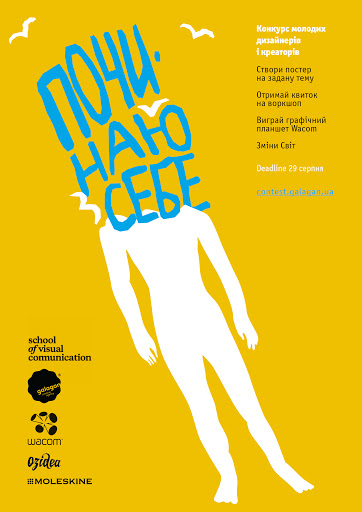 ПОЧИ-
НАЮ
СЕБЕ
Конкурс молодих
дизайнерів
і креаторів
Створи постер
на задану тему
Отримай квиток
на воркшоп
Виграй графічний
планшет Wacom
Зміни Світ
Deadline 29 серпня
contest.galagan.ua
school
of visual
communication
galagan
wacom
Ozidea
MOLESKINE